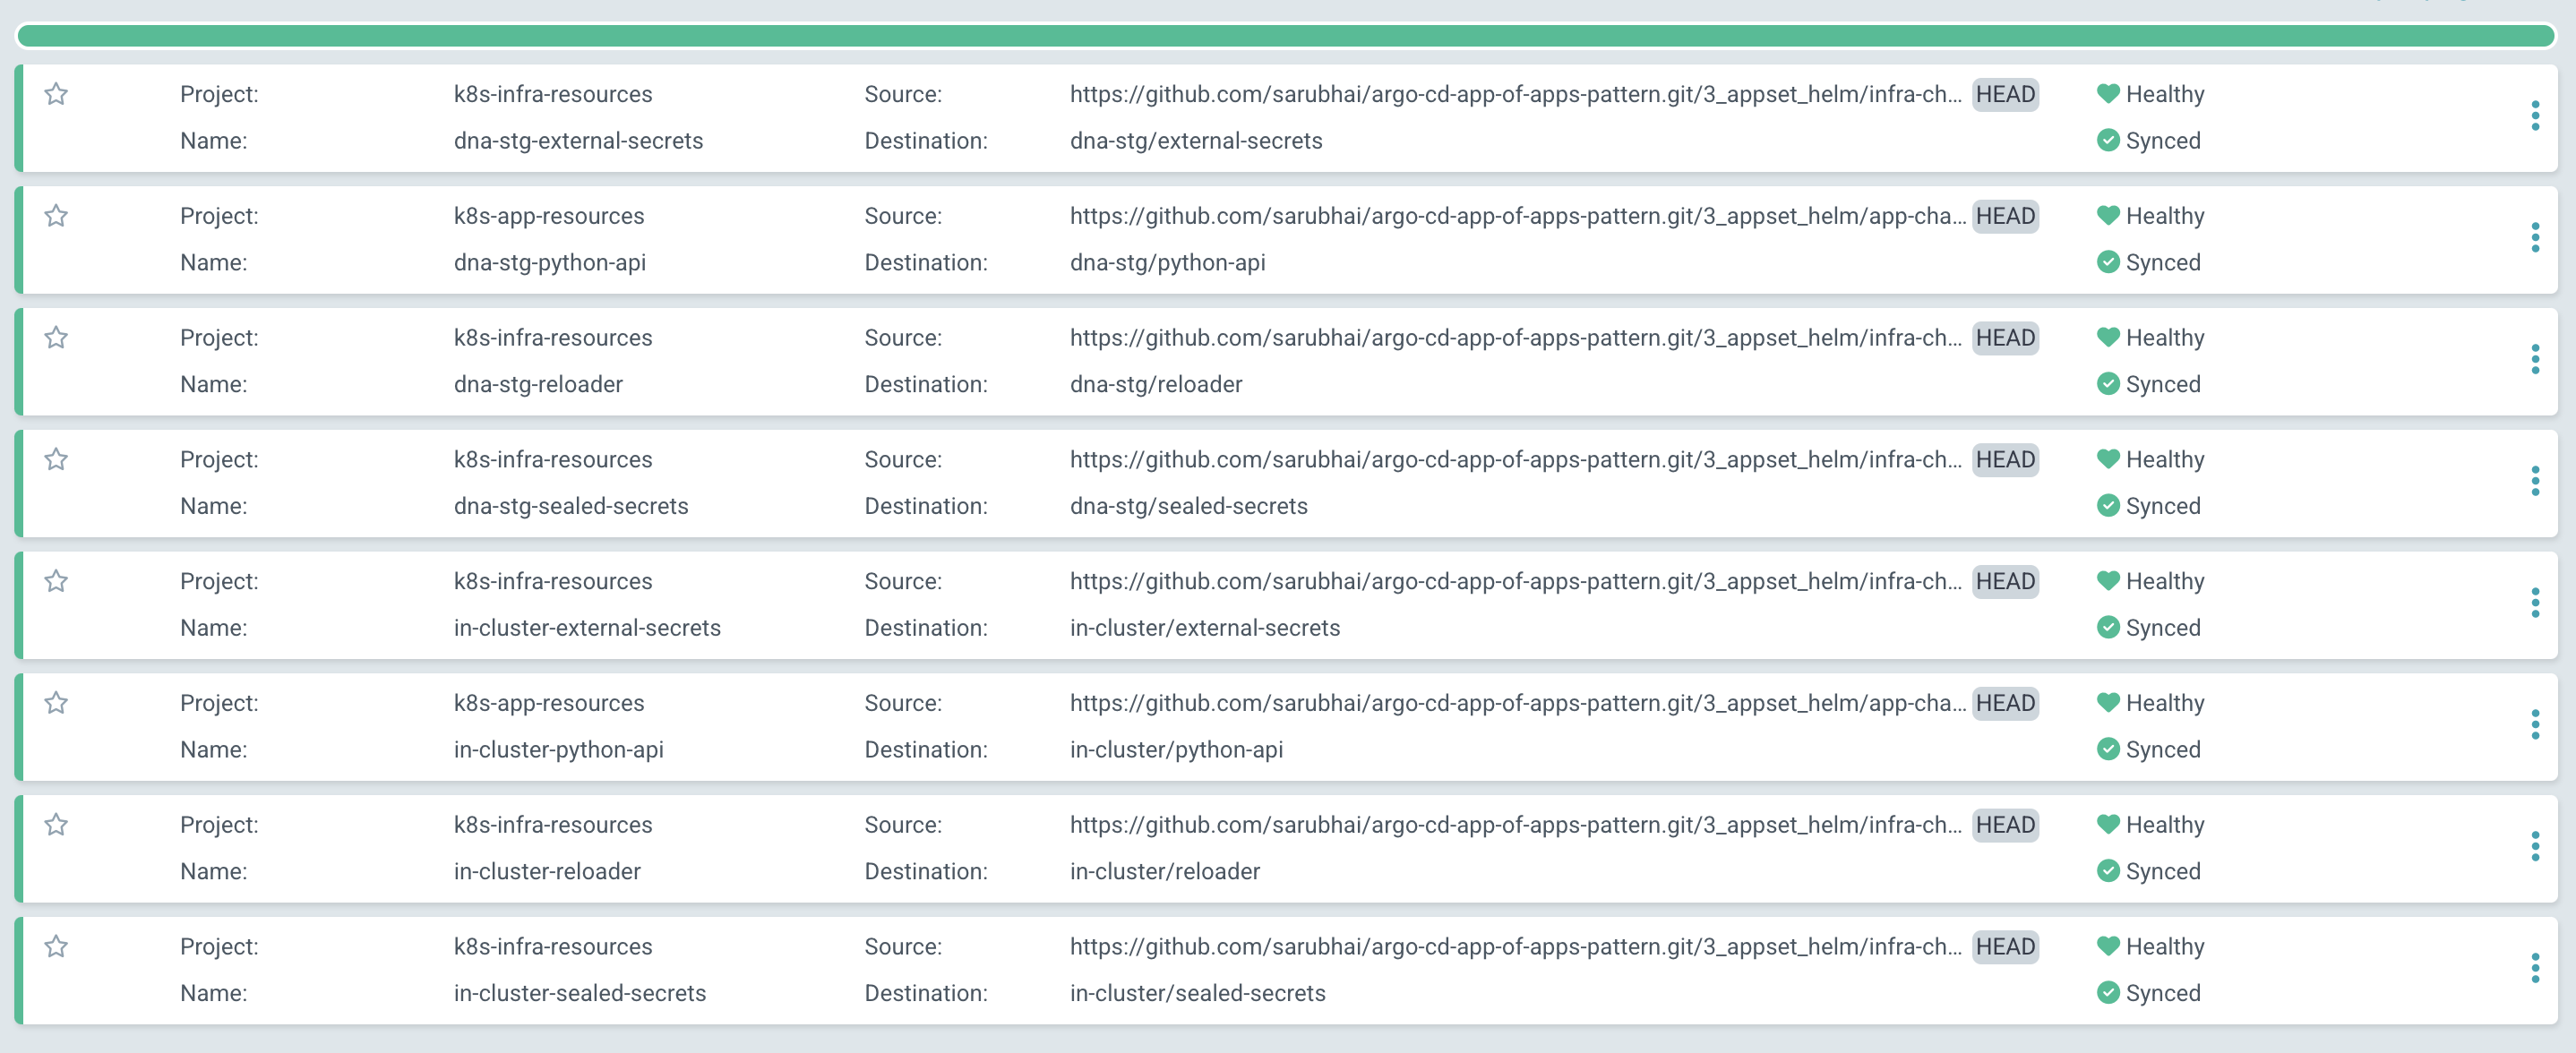 Project: k8s-infra-resources Source: https://github.com/sarubhai/argo-cd-app-of-apps-pattern.git/3_appset_helm/infra-ch... HEAD Healthy
Name: dna-stg-external-secrets Destination: dna-stg/external-secrets Synced
Project: k8s-app-resources Source: https://github.com/sarubhai/argo-cd-app-of-apps-pattern.git/3_appset_helm/app-cha... HEAD Healthy
Name: dna-stg-python-api Destination: dna-stg/python-api Synced
Project: k8s-infra-resources Source: https://github.com/sarubhai/argo-cd-app-of-apps-pattern.git/3_appset_helm/infra-ch... HEAD Healthy
Name: dna-stg-reloader Destination: dna-stg/reloader Synced
Project: k8s-infra-resources Source: https://github.com/sarubhai/argo-cd-app-of-apps-pattern.git/3_appset_helm/infra-ch... HEAD Healthy
Name: dna-stg-sealed-secrets Destination: dna-stg/sealed-secrets Synced
Project: k8s-infra-resources Source: https://github.com/sarubhai/argo-cd-app-of-apps-pattern.git/3_appset_helm/infra-ch... HEAD Healthy
Name: in-cluster-external-secrets Destination: in-cluster/external-secrets Synced
Project: k8s-app-resources Source: https://github.com/sarubhai/argo-cd-app-of-apps-pattern.git/3_appset_helm/app-cha... HEAD Healthy
Name: in-cluster-python-api Destination: in-cluster/python-api Synced
Project: k8s-infra-resources Source: https://github.com/sarubhai/argo-cd-app-of-apps-pattern.git/3_appset_helm/infra-ch... HEAD Healthy
Name: in-cluster-reloader Destination: in-cluster/reloader Synced
Project: k8s-infra-resources Source: https://github.com/sarubhai/argo-cd-app-of-apps-pattern.git/3_appset_helm/infra-ch... HEAD Healthy
Name: in-cluster-sealed-secrets Destination: in-cluster/sealed-secrets Synced